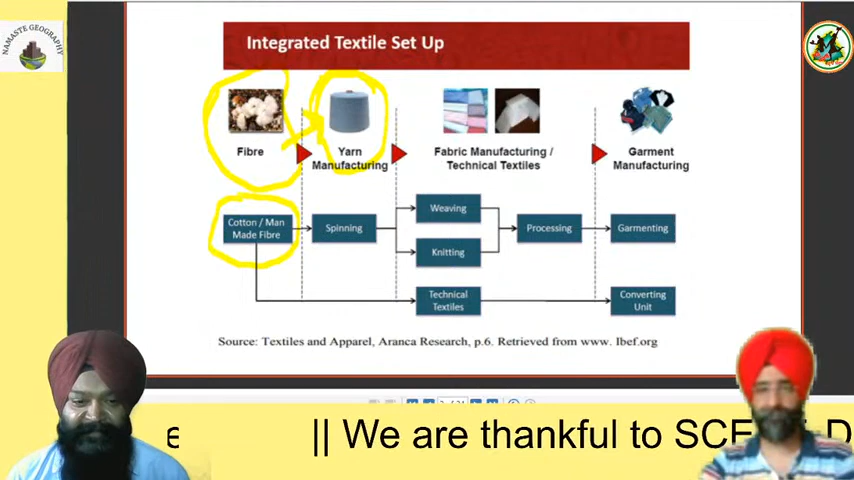 NAMASTE GEOGRAPHY
Integrated Textile Set Up
Fibre
Yarn
Manufacturing
Fabric Manufacturing /
Technical Textiles
Garment
Manufacturing
Cotton / Man
Made Fibre
Spinning
Weaving
Knitting
Processing
Garmenting
Technical
Textiles
Converting
Unit
Source: Textiles and Apparel, Aranca Research, p.6. Retrieved from www. Ibef.org
e || We are thankful to SCE